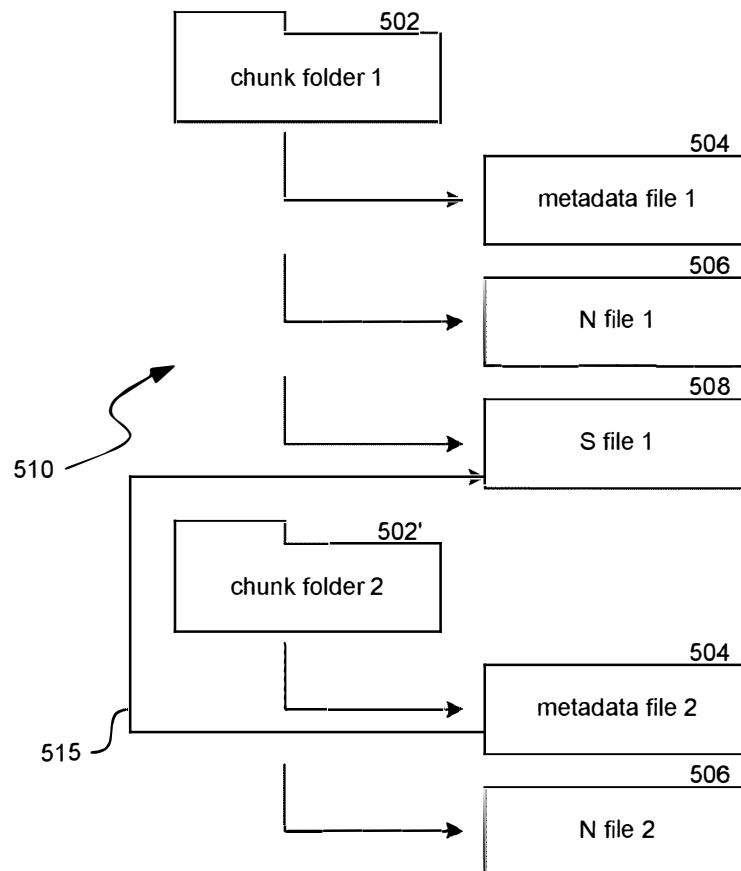 502
chunk folder 1
504
metadata file 1
506
N file 1
508
S file 1
510
502'
chunk folder 2
504
metadata file 2
515
506
N file 2